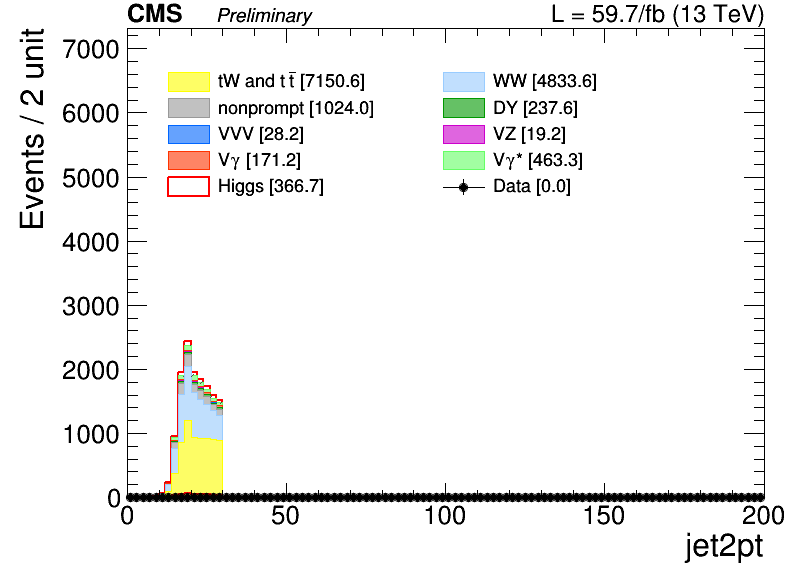 CMS Preliminary L = 59.7/fb (13 TeV)
Events / 2 unit
7000
6000
5000
4000
3000
2000
1000
0
tW and t t̄ [7150.6] WW [4833.6]
nonprompt [1024.0] DY [237.6]
VVV [28.2] VZ [19.2]
Vγ [171.2] Vγ* [463.3]
Higgs [366.7] Data [0.0]
0 50 100 150 200
jet2pt